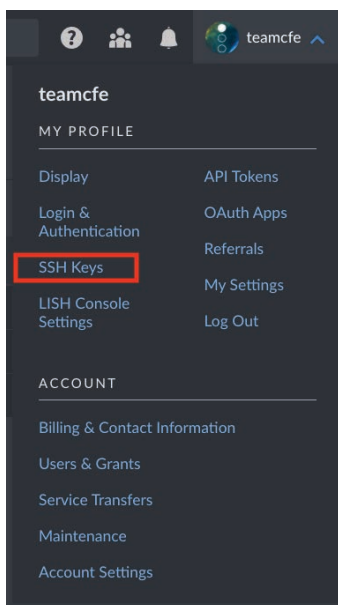 teamcfe
teamcfe
MY PROFILE
Display
Login &
Authentication
SSH Keys
LISH Console
Settings
API Tokens
OAuth Apps
Referrals
My Settings
Log Out
ACCOUNT
Billing & Contact Information
Users & Grants
Service Transfers
Maintenance
Account Settings